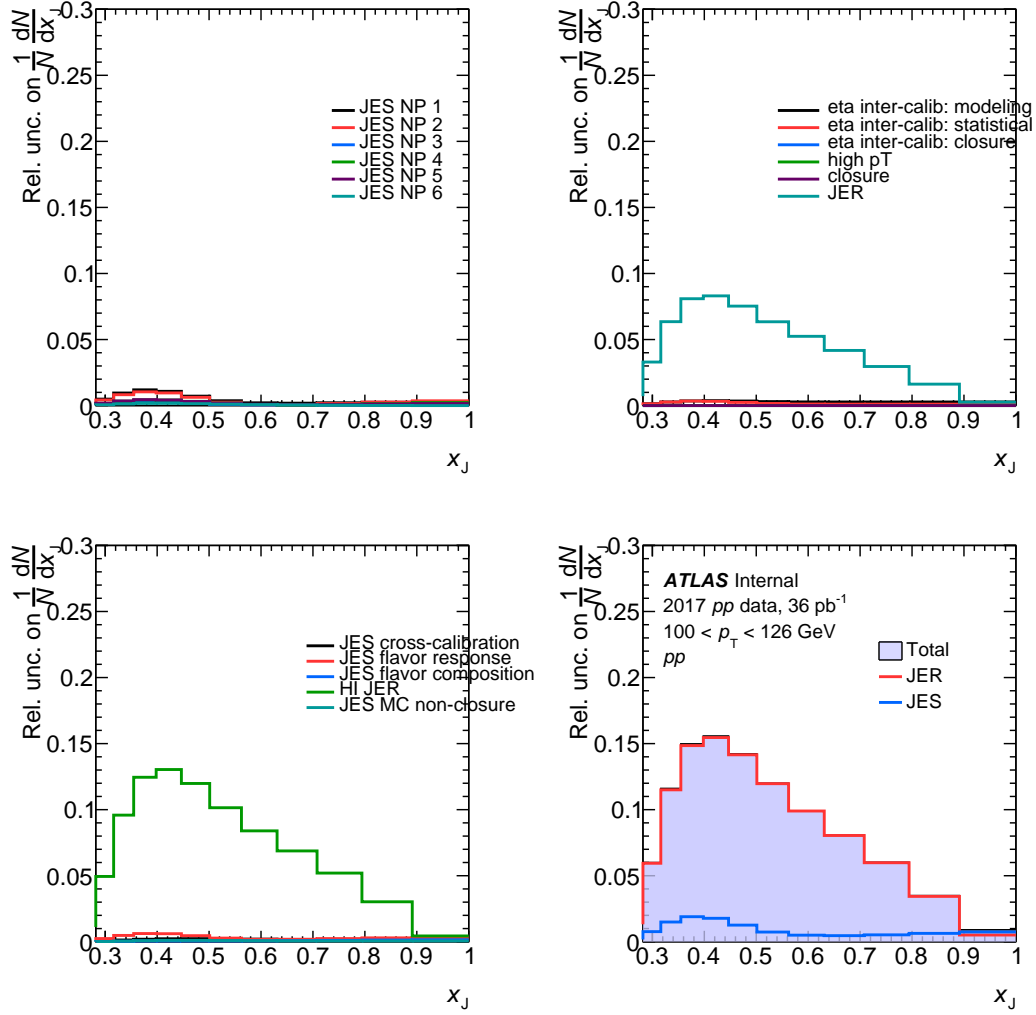 Rel. unc. on 1/N dN/dx_J
0.3
0.25
0.2
0.15
0.1
0.05
0
JES NP 1
JES NP 2
JES NP 3
JES NP 4
JES NP 5
JES NP 6
0.3 0.4 0.5 0.6 0.7 0.8 0.9 1
x_J
Rel. unc. on 1/N dN/dx_J
0.3
0.25
0.2
0.15
0.1
0.05
0
eta inter-calib: modeling
eta inter-calib: statistical
eta inter-calib: closure
high pT
closure
JER
0.3 0.4 0.5 0.6 0.7 0.8 0.9 1
x_J
Rel. unc. on 1/N dN/dx_J
0.3
0.25
0.2
0.15
0.1
0.05
0
JES cross-calibration
JES flavor response
JES flavor composition
HI JER
JES MC non-closure
0.3 0.4 0.5 0.6 0.7 0.8 0.9 1
x_J
Rel. unc. on 1/N dN/dx_J
0.3
0.25
0.2
0.15
0.1
0.05
0
ATLAS Internal
2017 pp data, 36 pb⁻¹
100 < p_T < 126 GeV
pp
Total
JER
JES
0.3 0.4 0.5 0.6 0.7 0.8 0.9 1
x_J